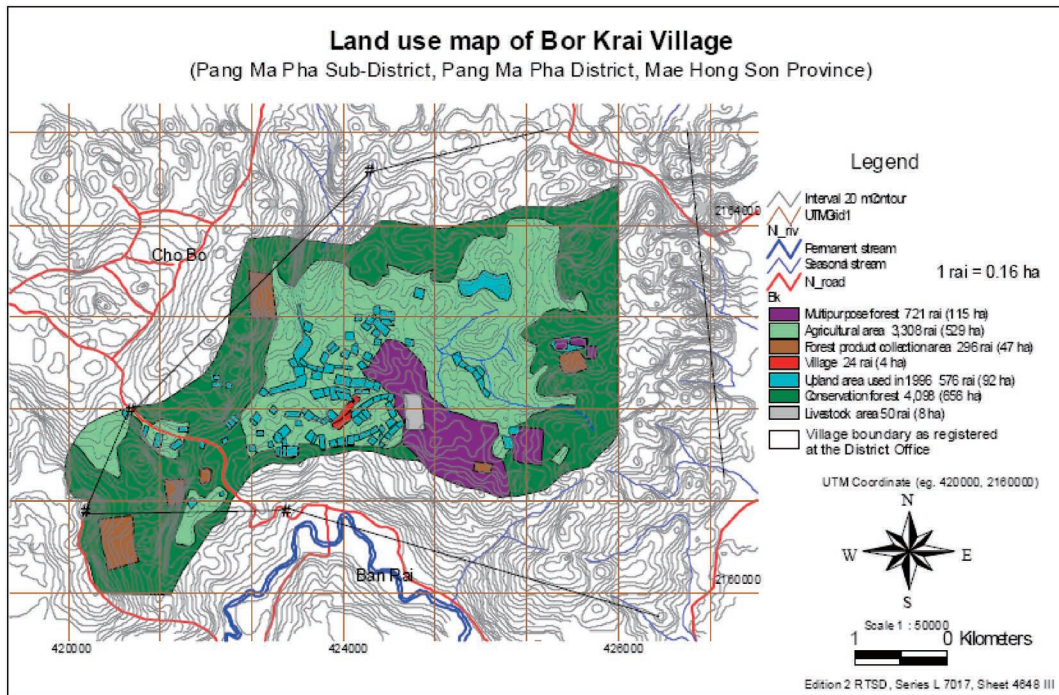 Land use map of Bor Krai Village
(Pang Ma Pha Sub-District, Pang Ma Pha District, Mae Hong Son Province)
Cho Bo
Ban Rai
2164000
2160000
420000
424000
426000
Legend
Interval 20 mContour
UTMGrid1
Nl_riv
Permanent stream
Seasonal stream
Nl_road
Bk
1 rai = 0.16 ha
Multipurpose forest 721 rai (115 ha)
Agricultural area 3,308 rai (529 ha)
Forest product collection area 296 rai (47 ha)
Village 24 rai (4 ha)
Upland area used in 1996 576 rai (92 ha)
Conservation forest 4,098 (656 ha)
Livestock area 50 rai (8 ha)
Village boundary as registered
at the District Office
UTM Coordinate (eg. 420000, 2160000)
N
W E
S
Scale 1 : 50000
1 0 Kilometers
Edition 2 RTSD, Series L 7017, Sheet 4648 III